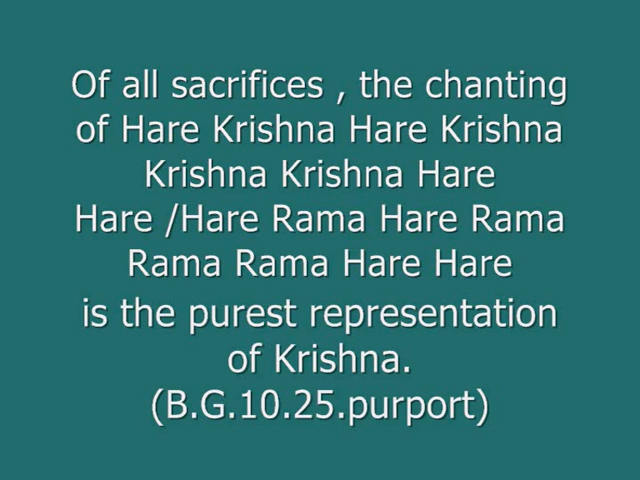 Of all sacrifices , the chanting
of Hare Krishna Hare Krishna
Krishna Krishna Hare
Hare /Hare Rama Hare Rama
Rama Rama Hare Hare
is the purest representation
of Krishna.
(B.G.10.25.purport)